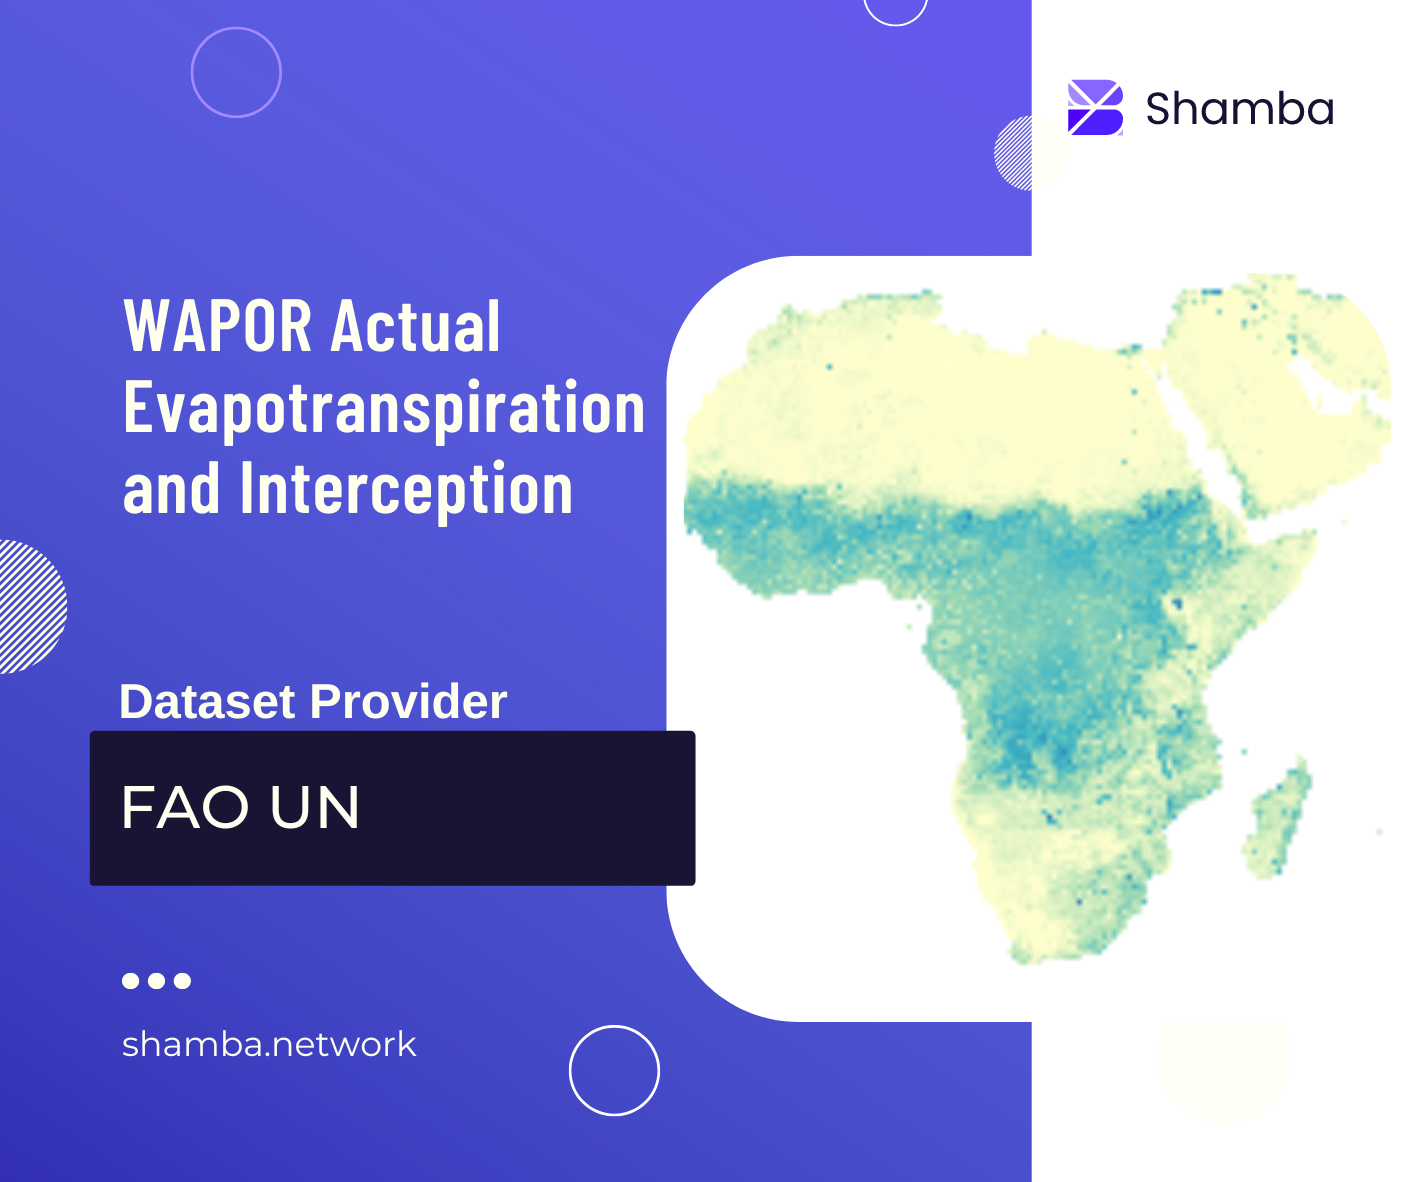 Shamba
WAPOR Actual
Evapotranspiration
and Interception
Dataset Provider
FAO UN
shamba.network